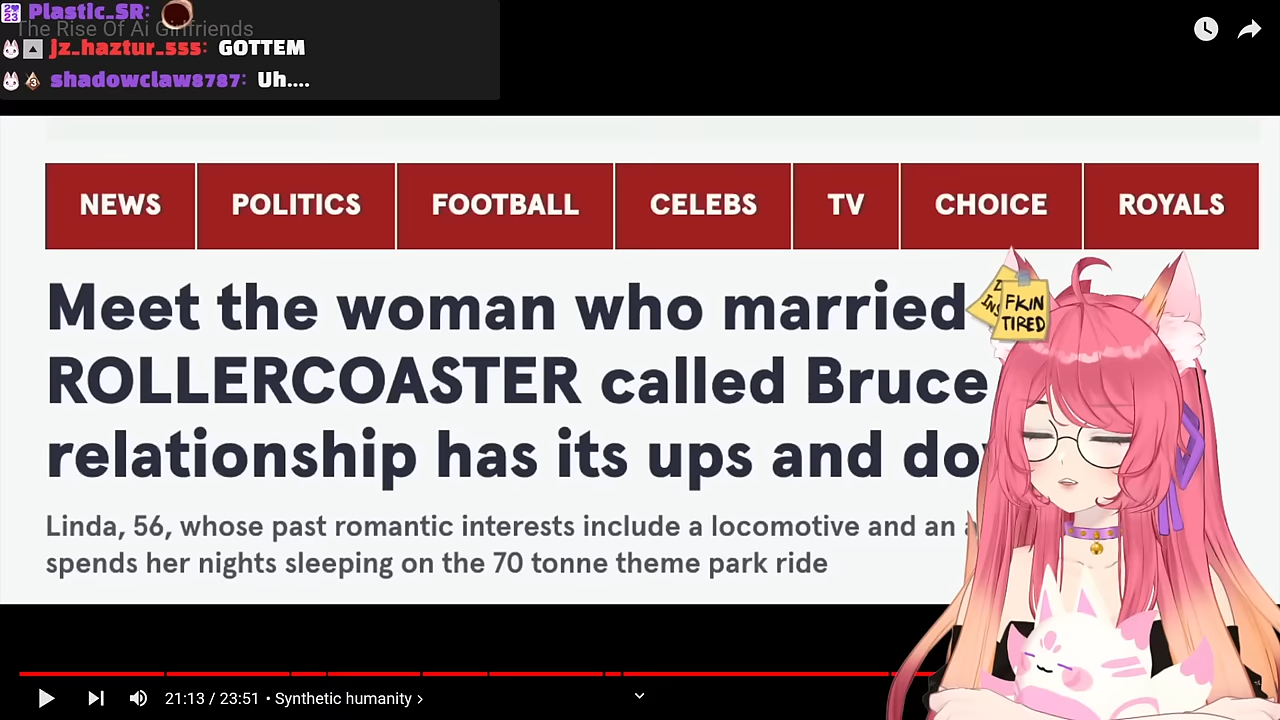 Plastic_SR:
The Rise Of Ai Girlfriends
jz_haztur_sss: GOTTEM
shadowclaw8787: Uh....
NEWS POLITICS FOOTBALL CELEBS TV CHOICE ROYALS
Meet the woman who married
ROLLERCOASTER called Bruce
relationship has its ups and
Linda, 56, whose past romantic interests include a locomotive and an
spends her nights sleeping on the 70 tonne theme park ride
FKIN
TIRED
21:13 / 23:51 • Synthetic humanity ›